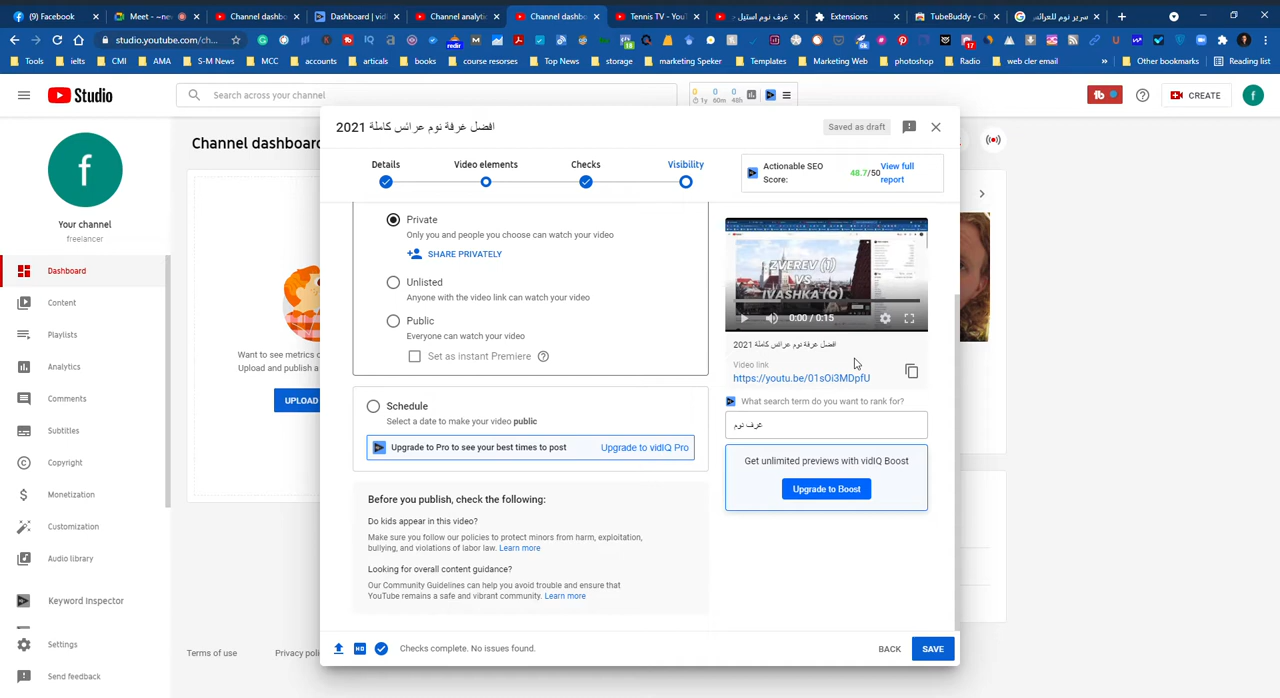 (9) Facebook
Meet -
Channel dashbo
Dashboard | vidI
Channel analytic
Channel dashbo
Tennis TV - YouT
غرف نوم استيل
Extensions
TubeBuddy - Ch
سرير نوم للعرائس
studio.youtube.com/ch...
Tools
ielts
CMI
AMA
S-M News
MCC
accounts
articals
books
course resorses
Top News
storage
marketing Speker
Templates
Marketing Web
photoshop
Radio
web cler email
»
Other bookmarks
Reading list
Studio
Search across your channel
0 0 0
1y 60m 48h
CREATE
f
f
Your channel
freelancer
Dashboard
Content
Playlists
Analytics
Comments
Subtitles
Copyright
Monetization
Customization
Audio library
Keyword Inspector
Settings
Send feedback
Channel dashboard
Want to see metrics o
Upload and publish a
UPLOAD
Terms of use
Privacy poli
افضل غرفة نوم عرائس كاملة 2021
Saved as draft
Details
Video elements
Checks
Visibility
Actionable SEO Score:
48.7/50
View full report
Private
Only you and people you choose can watch your video
SHARE PRIVATELY
Unlisted
Anyone with the video link can watch your video
Public
Everyone can watch your video
Set as instant Premiere
Schedule
Select a date to make your video public
Upgrade to Pro to see your best times to post
Upgrade to vidIQ Pro
Before you publish, check the following:
Do kids appear in this video?
Make sure you follow our policies to protect minors from harm, exploitation,
bullying, and violations of labor law. Learn more
Looking for overall content guidance?
Our Community Guidelines can help you avoid trouble and ensure that
YouTube remains a safe and vibrant community. Learn more
ZVEREV (1)
VS
IVASHKA (Q)
0:00 / 0:15
افضل غرفة نوم عرائس كاملة 2021
Video link
https://youtu.be/01sOi3MDpfU
What search term do you want to rank for?
غرف نوم
Get unlimited previews with vidIQ Boost
Upgrade to Boost
Checks complete. No issues found.
BACK
SAVE